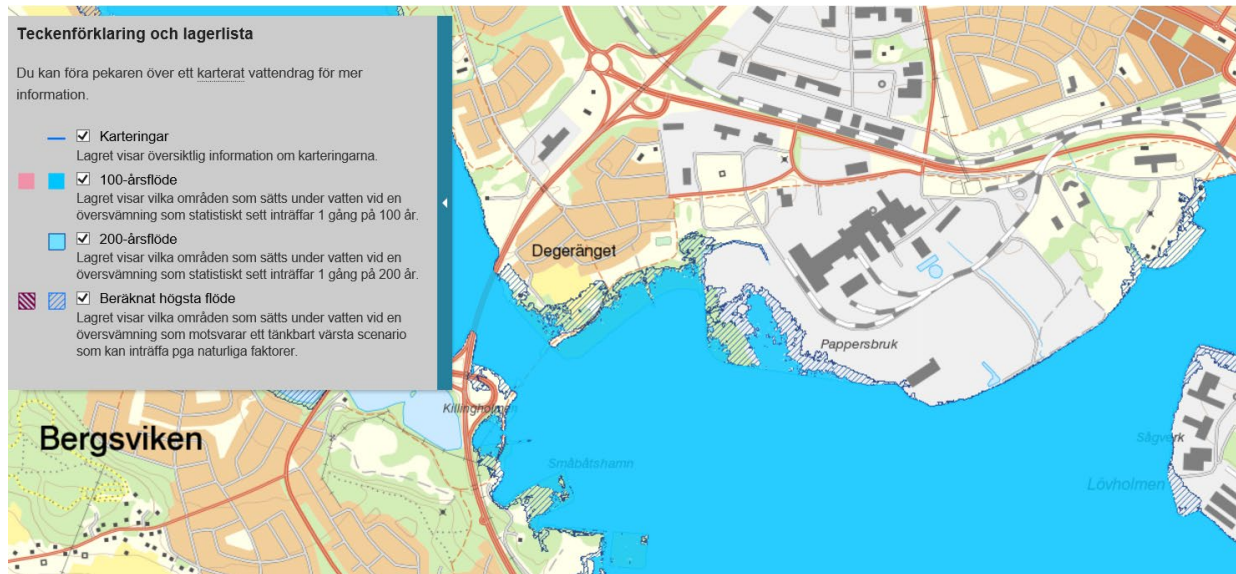 Teckenförklaring och lagerlista
Du kan föra pekaren över ett karterat vattendrag för mer
information.
Karteringar
Lagret visar översiktlig information om karteringarna.
100-årsflöde
Lagret visar vilka områden som sätts under vatten vid en
översvämning som statistiskt sett inträffar 1 gång på 100 år.
200-årsflöde
Lagret visar vilka områden som sätts under vatten vid en
översvämning som statistiskt sett inträffar 1 gång på 200 år.
Beräknat högsta flöde
Lagret visar vilka områden som sätts under vatten vid en
översvämning som motsvarar ett tänkbart värsta scenario
som kan inträffa pga naturliga faktorer.
Degeränget
Pappersbruk
Killingholmen
Bergsviken
Småbåtshamn
Sågverk
Lövholmen